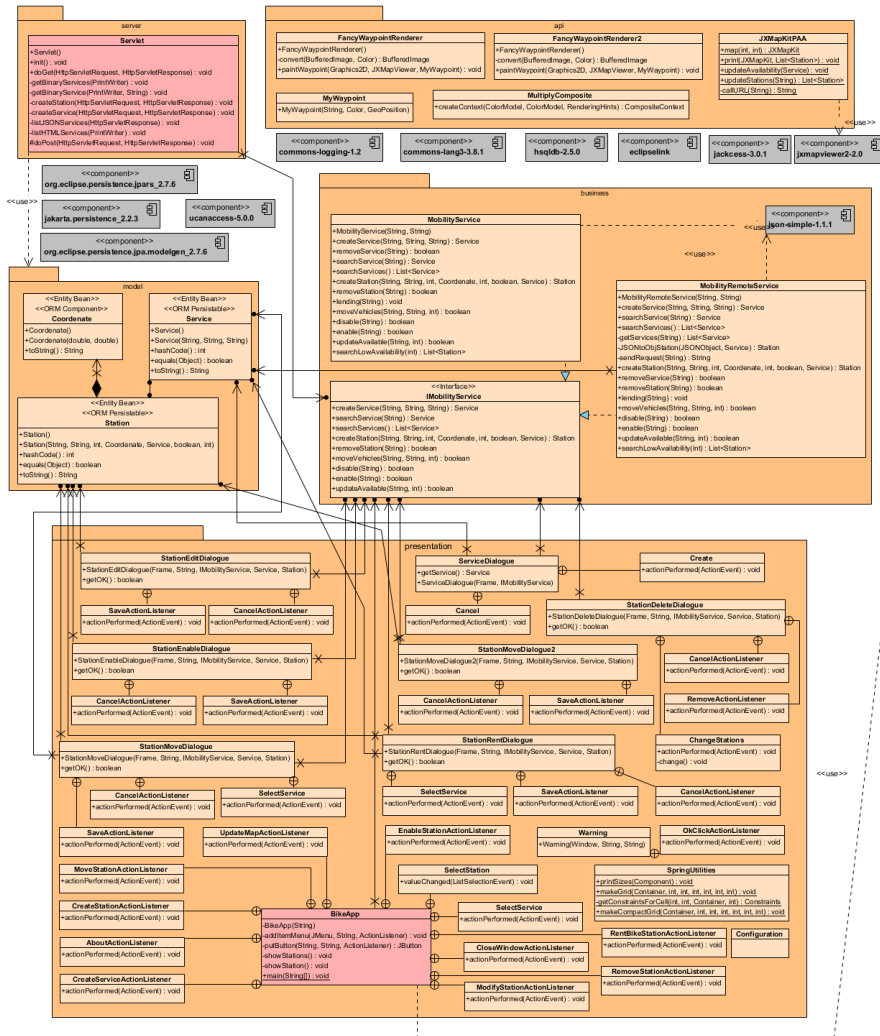 server
Servlet
+Servlet()
+init() : void
+doGet(HttpServletRequest, HttpServletResponse) : void
-getBinaryServices(PrintWriter) : void
-getBinaryServices(PrintWriter, String) : void
-createStation(HttpServletRequest, HttpServletResponse) : void
-createService(HttpServletRequest, HttpServletResponse) : void
-listJSONServices(PrintWriter) : void
-listHTMLServices(PrintWriter) : void
#doPost(HttpServletRequest, HttpServletResponse) : void
api
FancyWaypointRenderer
+FancyWaypointRenderer()
-convert(BufferedImage, Color) : BufferedImage
+paintWaypoint(Graphics2D, JXMapViewer, MyWaypoint) : void
FancyWaypointRenderer2
+FancyWaypointRenderer2()
-convert(BufferedImage, Color) : BufferedImage
+paintWaypoint(Graphics2D, JXMapViewer, MyWaypoint) : void
JXMapKitPAA
+map(int, int) : JXMapKit
+print(JXMapKit, List<Station>) : void
+updateAvailability(Service) : void
+updateStations(String) : List<Station>
-callURL(String) : String
MyWaypoint
+MyWaypoint(String, Color, GeoPosition)
MultiplyComposite
+createContext(ColorModel, ColorModel, RenderingHints) : CompositeContext
<<use>>
<<component>>
commons-logging-1.2
<<component>>
commons-lang3-3.8.1
<<component>>
hsqldb-2.5.0
<<component>>
eclipselink
<<component>>
jackcess-3.0.1
<<component>>
jxmapviewer2-2.0
<<component>>
org.eclipse.persistence.jpars_2.7.6
<<use>>
<<component>>
jakarta.persistence_2.2.3
<<component>>
ucanaccess-5.0.0
<<component>>
org.eclipse.persistence.jpa.modelgen_2.7.6
business
MobilityService
+MobilityService(String, String)
+createService(String, String, String) : Service
+removeService(String) : boolean
+searchService(String) : Service
+searchServices() : List<Service>
+createStation(String, String, int, Coordenate, int, boolean, Service) : Station
+removeStation(String) : boolean
+lending(String) : void
+moveVehicles(String, String, int) : boolean
+disable(String) : boolean
+enable(String) : boolean
+updateAvailable(String, int) : boolean
+searchLowAvailability(int) : List<Station>
<<component>>
json-simple-1.1.1
<<use>>
<<use>>
MobilityRemoteService
+MobilityRemoteService(String, String)
+createService(String, String, String) : Service
+searchService(String) : Service
+searchServices() : List<Service>
-getServices(String) : List<Service>
-JSONtoObjStation(JSONObject, Service) : Station
-sendRequest(String) : String
+createStation(String, String, int, Coordenate, int, boolean, Service) : Station
+removeService(String) : boolean
+removeStation(String) : boolean
+lending(String) : void
+moveVehicles(String, String, int) : boolean
+disable(String) : boolean
+enable(String) : boolean
+updateAvailable(String, int) : boolean
+searchLowAvailability(int) : List<Station>
<<Interface>>
IMobilityService
+createService(String, String, String) : Service
+searchService(String) : Service
+searchServices() : List<Service>
+createStation(String, String, int, Coordenate, int, boolean, Service) : Station
+removeStation(String) : boolean
+moveVehicles(String, String, int) : boolean
+disable(String) : boolean
+enable(String) : boolean
+updateAvailable(String, int) : boolean
model
<<Entity Bean>>
<<ORM Component>>
Coordenate
+Coordenate()
+Coordenate(double, double)
+toString() : String
<<Entity Bean>>
<<ORM Persistable>>
Service
+Service()
+Service(String, String, String)
+hashCode() : int
+equals(Object) : boolean
+toString() : String
<<Entity Bean>>
<<ORM Persistable>>
Station
+Station()
+Station(String, String, int, Coordenate, Service, boolean, int)
+hashCode() : int
+equals(Object) : boolean
+toString() : String
presentation
StationEditDialogue
+StationEditDialogue(Frame, String, IMobilityService, Service, Station)
+getOK() : boolean
SaveActionListener
+actionPerformed(ActionEvent) : void
CancelActionListener
+actionPerformed(ActionEvent) : void
ServiceDialogue
+getService() : Service
+ServiceDialogue(Frame, IMobilityService)
Create
+actionPerformed(ActionEvent) : void
Cancel
+actionPerformed(ActionEvent) : void
StationDeleteDialogue
+StationDeleteDialogue(Frame, String, IMobilityService, Service, Station)
+getOK() : boolean
StationEnableDialogue
+StationEnableDialogue(Frame, String, IMobilityService, Service, Station)
+getOK() : boolean
CancelActionListener
+actionPerformed(ActionEvent) : void
SaveActionListener
+actionPerformed(ActionEvent) : void
StationMoveDialogue2
+StationMoveDialogue2(Frame, String, IMobilityService, Service, Station)
+getOK() : boolean
CancelActionListener
+actionPerformed(ActionEvent) : void
SaveActionListener
+actionPerformed(ActionEvent) : void
CancelActionListener
+actionPerformed(ActionEvent) : void
RemoveActionListener
+actionPerformed(ActionEvent) : void
ChangeStations
+actionPerformed(ActionEvent) : void
-change() : void
StationMoveDialogue
+StationMoveDialogue(Frame, String, IMobilityService, Service, Station)
+getOK() : boolean
CancelActionListener
+actionPerformed(ActionEvent) : void
SelectService
+actionPerformed(ActionEvent) : void
StationRentDialogue
+StationRentDialogue(Frame, String, IMobilityService, Service, Station)
+getOK() : boolean
SelectService
+actionPerformed(ActionEvent) : void
SaveActionListener
+actionPerformed(ActionEvent) : void
CancelActionListener
+actionPerformed(ActionEvent) : void
<<use>>
SaveActionListener
+actionPerformed(ActionEvent) : void
UpdateMapActionListener
+actionPerformed(ActionEvent) : void
EnableStationActionListener
+actionPerformed(ActionEvent) : void
Warning
+Warning(Window, String, String)
OkClickActionListener
+actionPerformed(ActionEvent) : void
MoveStationActionListener
+actionPerformed(ActionEvent) : void
SelectStation
+valueChanged(ListSelectionEvent) : void
SpringUtilities
+printSizes(Component) : void
+makeGrid(Container, int, int, int, int, int, int) : void
-getConstraintsForCell(int, int, Container, int) : Constraints
+makeCompactGrid(Container, int, int, int, int, int, int) : void
CreateStationActionListener
+actionPerformed(ActionEvent) : void
BikeApp
-BikeApp(String)
-addItemMenu(JMenu, String, ActionListener) : void
-putButton(String, String, ActionListener) : JButton
-showStations() : void
-showStation() : void
+main(String[]) : void
SelectService
+actionPerformed(ActionEvent) : void
AboutActionListener
+actionPerformed(ActionEvent) : void
CloseWindowActionListener
+actionPerformed(ActionEvent) : void
RentBikeStationActionListener
+actionPerformed(ActionEvent) : void
Configuration
CreateServiceActionListener
+actionPerformed(ActionEvent) : void
ModifyStationActionListener
+actionPerformed(ActionEvent) : void
RemoveStationActionListener
+actionPerformed(ActionEvent) : void